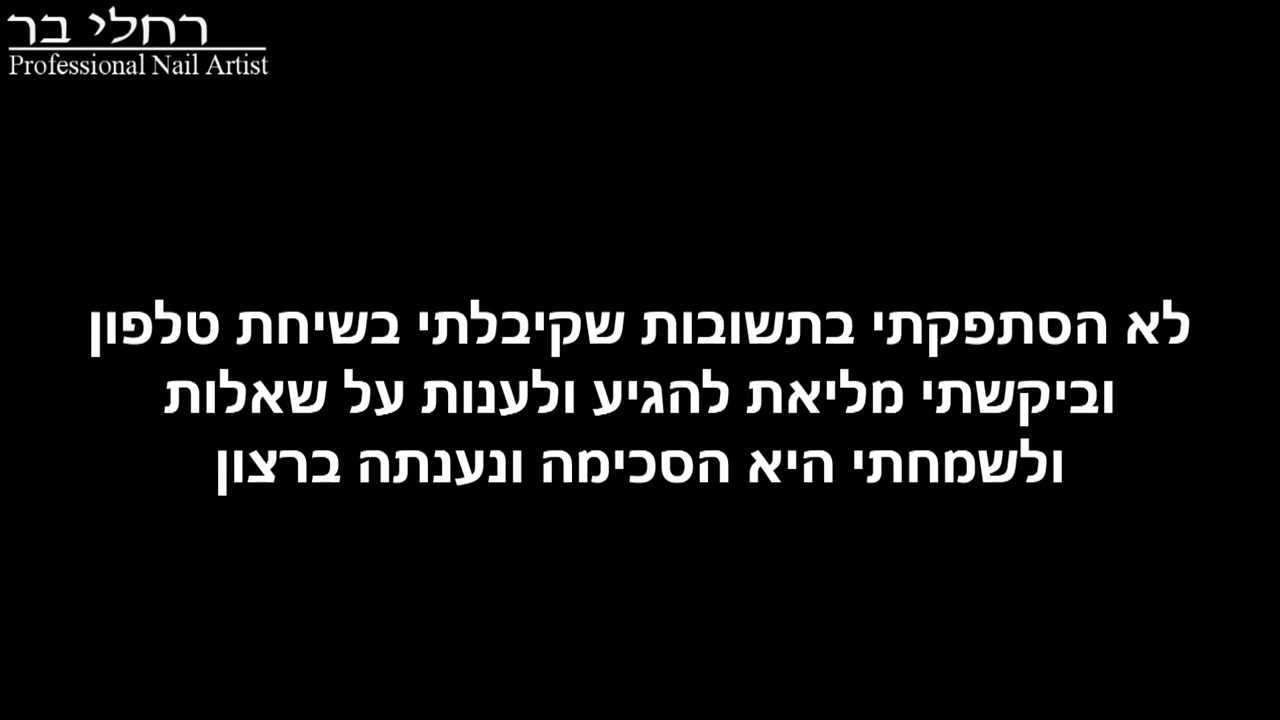 רחלי בר
Professional Nail Artist
לא הסתפקתי בתשובות שקיבלתי בשיחת טלפון
וביקשתי מליאת להגיע ולענות על שאלות
ולשמחתי היא הסכימה ונענתה ברצון